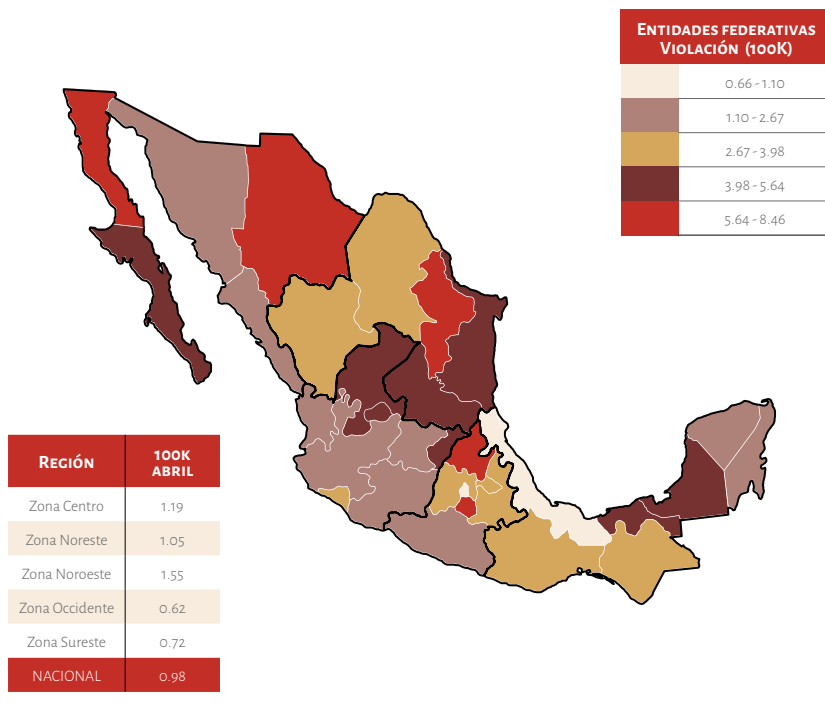 Entidades federativas
Violación (100K)
0.66 - 1.10
1.10 - 2.67
2.67 - 3.98
3.98 - 5.64
5.64 - 8.46
Región 100K ABRIL
Zona Centro 1.19
Zona Noreste 1.05
Zona Noroeste 1.55
Zona Occidente 0.62
Zona Sureste 0.72
NACIONAL 0.98